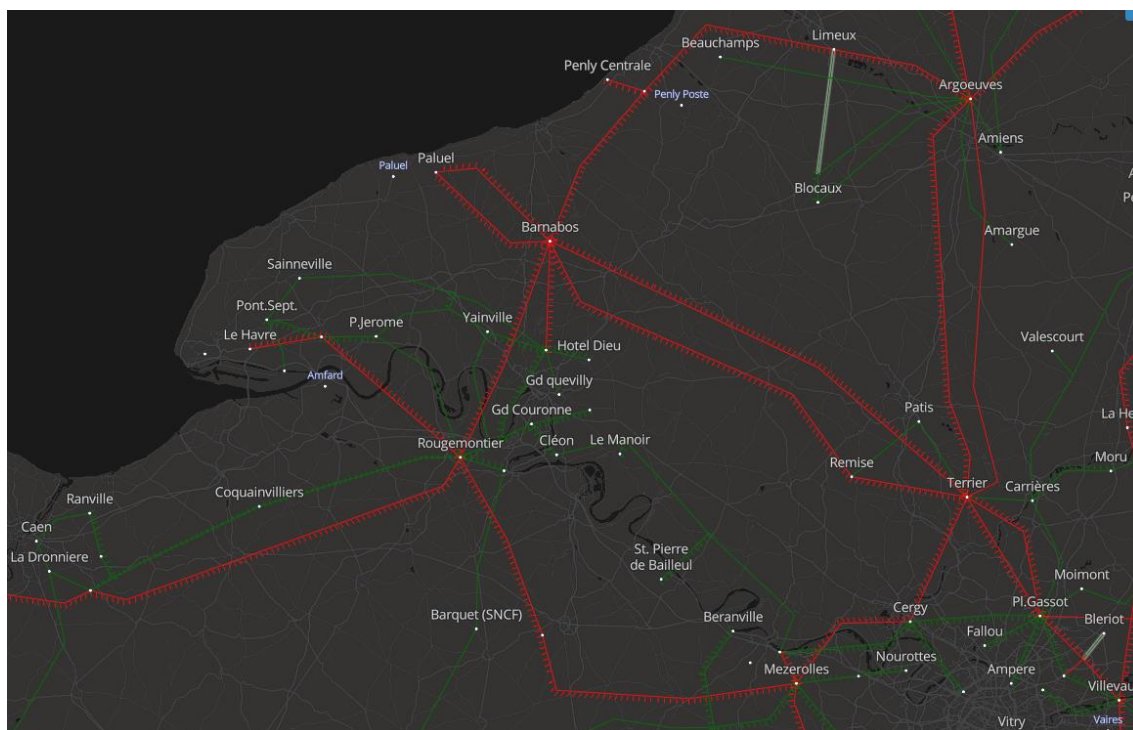 Limeux
Beauchamps
Penly Centrale
Argoeuves
Penly Poste
Amiens
Paluel
Paluel
Blocaux
Barnabos
Amargue
Sainneville
Pont.Sept.
P.Jerome
Yainville
Le Havre
Hotel Dieu
Valescourt
Amfard
Gd quevilly
Gd Couronne
Patis
La He
Rougemontier
Cléon
Le Manoir
Remise
Moru
Terrier
Carrières
Ranville
Coquainvilliers
Caen
La Dronniere
St. Pierre
de Bailleul
Moimont
Barquet (SNCF)
Beranville
Cergy
Pl.Gassot
Bleriot
Fallou
Mezerolles
Nourottes
Ampere
Villevau
Vitry
Vaires